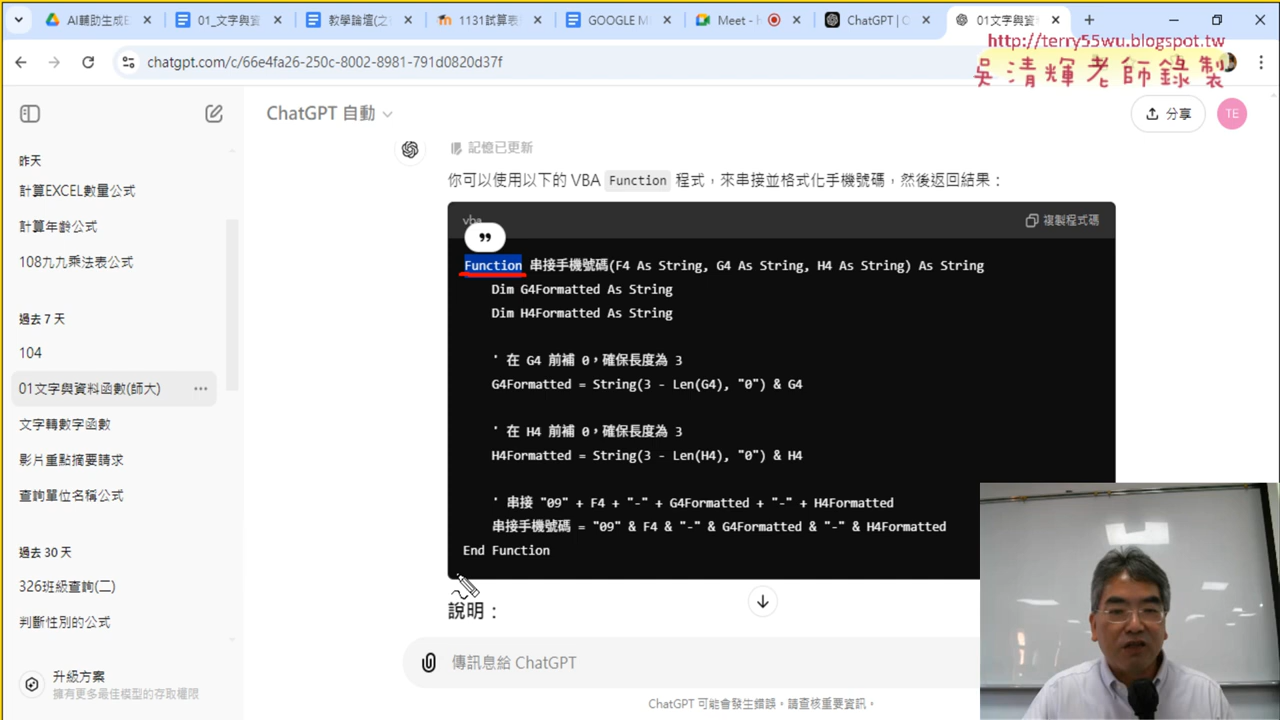 AI輔助生成E
01_文字與資
教學論壇(之
1131試算表
GOOGLE M
Meet -
ChatGPT | C
01文字與資
http://terry55wu.blogspot.tw
吳清輝老師錄製
chatgpt.com/c/66e4fa26-250c-8002-8981-791d0820d37f
ChatGPT 自動
分享
TE
昨天
計算EXCEL數量公式
計算年齡公式
108九九乘法表公式
過去 7 天
104
01文字與資料函數(師大)
文字轉數字函數
影片重點摘要請求
查詢單位名稱公式
過去 30 天
326班級查詢(二)
判斷性別的公式
升級方案
擁有更多最佳模型的存取權限
記憶已更新
你可以使用以下的 VBA Function 程式，來串接並格式化手機號碼，然後返回結果：
vba
複製程式碼
Function 串接手機號碼(F4 As String, G4 As String, H4 As String) As String
Dim G4Formatted As String
Dim H4Formatted As String
' 在 G4 前補 0，確保長度為 3
G4Formatted = String(3 - Len(G4), "0") & G4
' 在 H4 前補 0，確保長度為 3
H4Formatted = String(3 - Len(H4), "0") & H4
' 串接 "09" + F4 + "-" + G4Formatted + "-" + H4Formatted
串接手機號碼 = "09" & F4 & "-" & G4Formatted & "-" & H4Formatted
End Function
說明：
傳訊息給 ChatGPT
ChatGPT 可能會發生錯誤。請查核重要資訊。